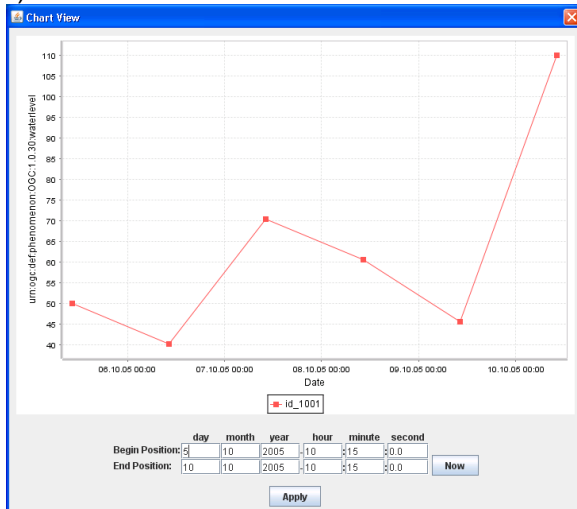 Chart View
110
105
100
95
90
85
80
75
70
65
60
55
50
45
40
urn:ogc:def:phenomenon:OGC:1.0.30:waterlevel
06.10.05 00:00 07.10.05 00:00 08.10.05 00:00 09.10.05 00:00 10.10.05 00:00
Date
id_1001
day month year hour minute second
Begin Position: 5 10 2005 -10 :15 :0.0
End Position: 10 10 2005 -10 :15 :0.0 Now
Apply